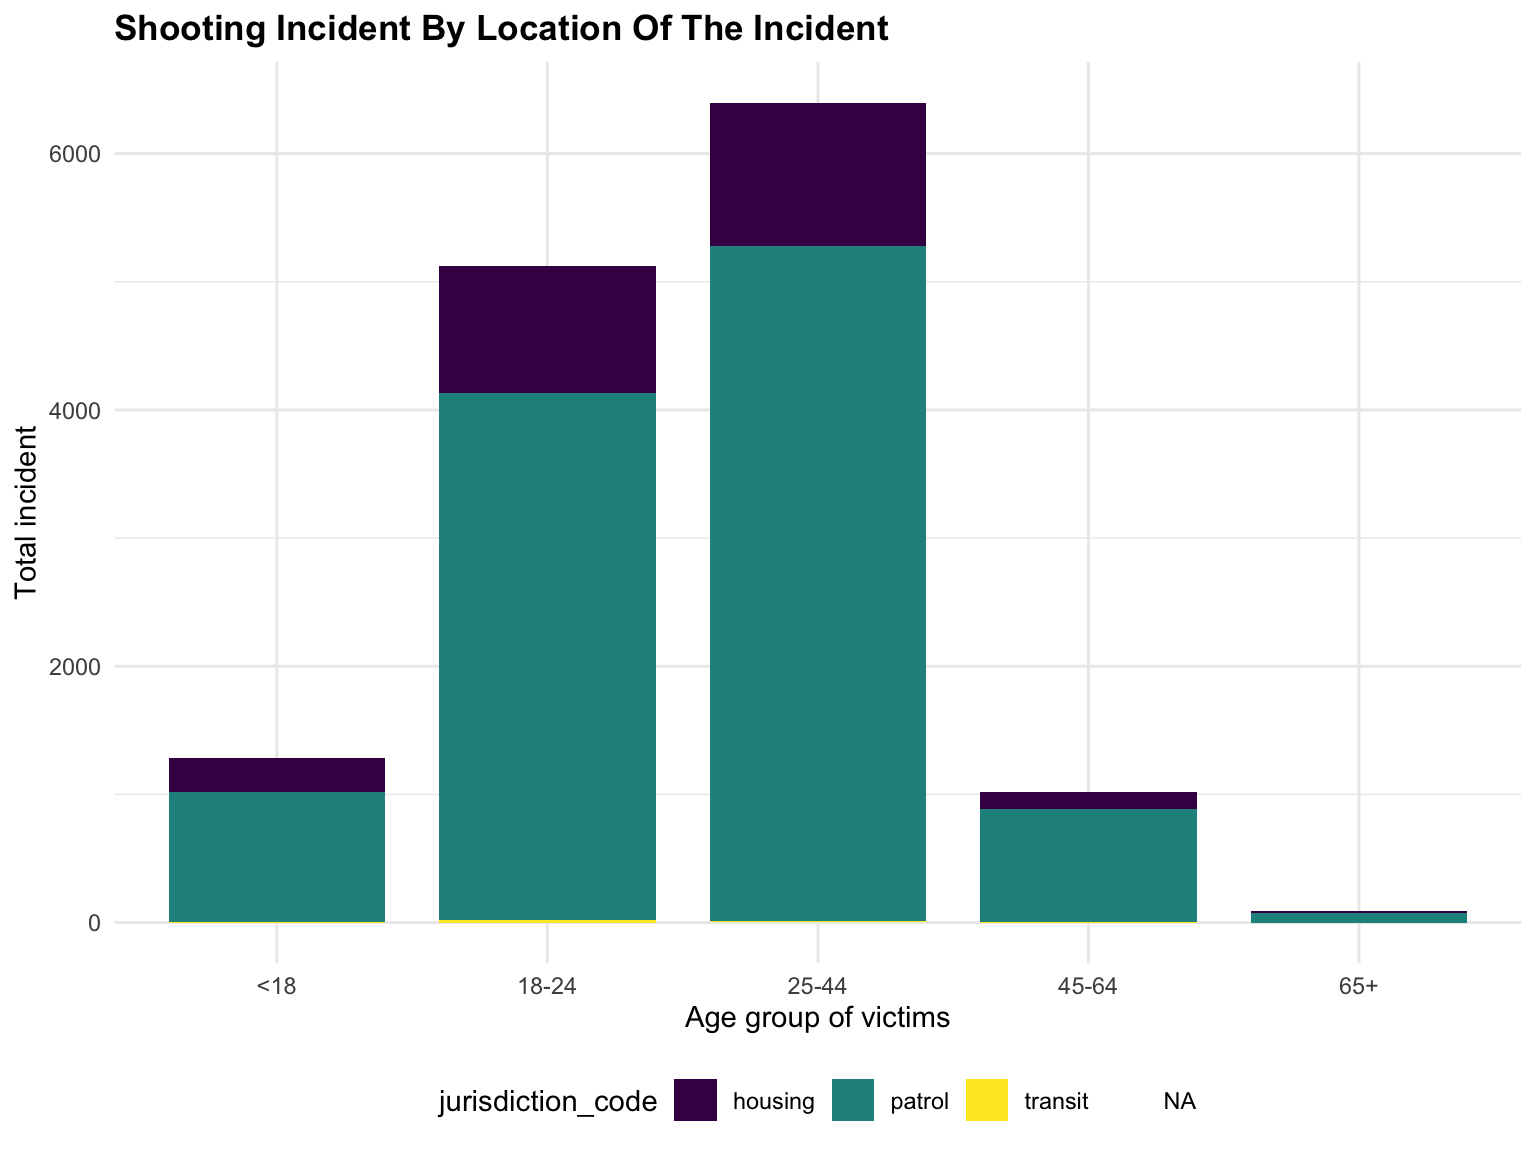 Shooting Incident By Location Of The Incident
Total incident
6000
4000
2000
0
<18 18-24 25-44 45-64 65+
Age group of victims
jurisdiction_code housing patrol transit NA